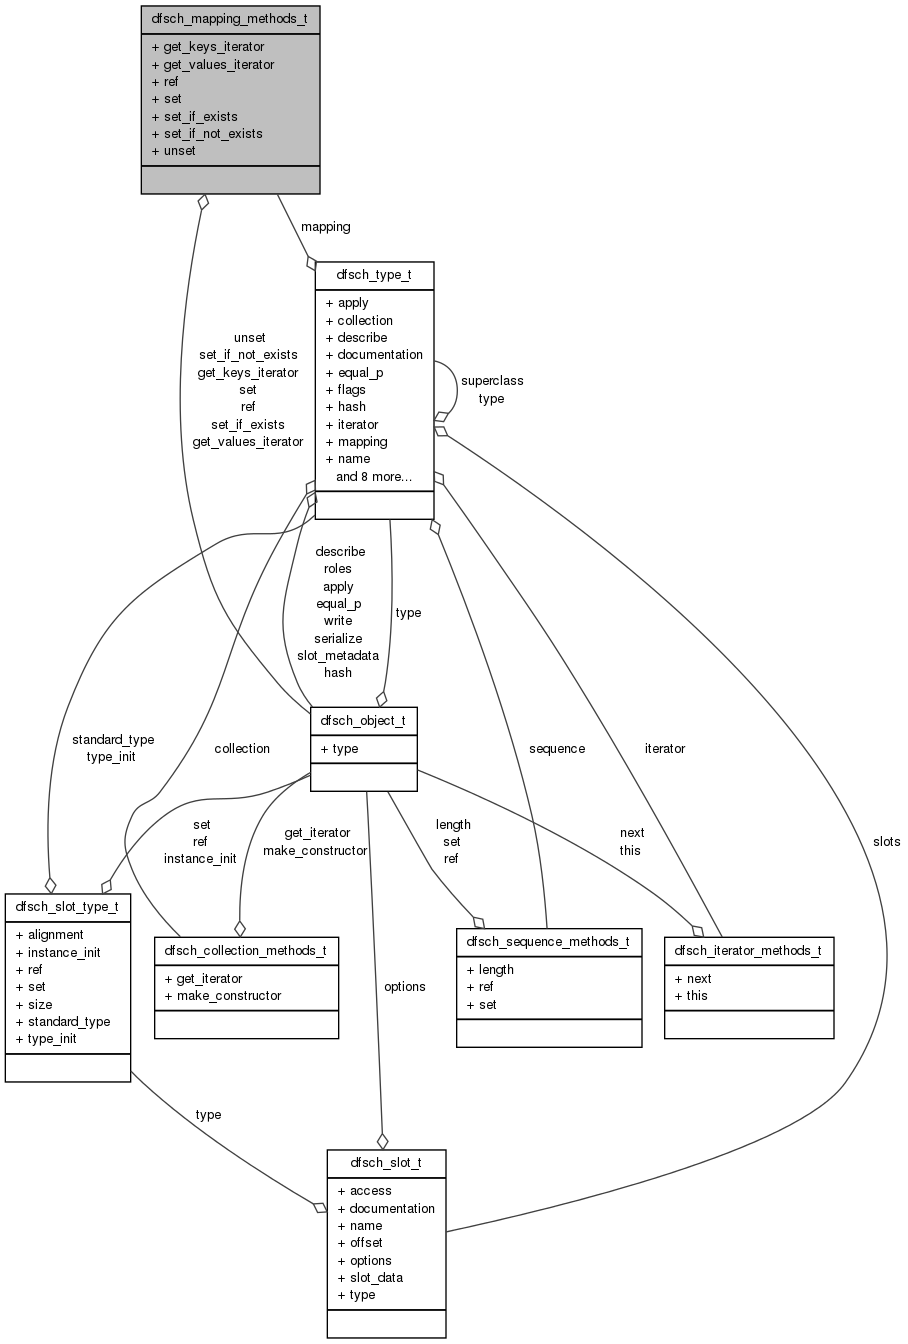 dfsch_mapping_methods_t
+ get_keys_iterator
+ get_values_iterator
+ ref
+ set
+ set_if_exists
+ set_if_not_exists
+ unset
mapping
dfsch_type_t
+ apply
+ collection
+ describe
+ documentation
+ equal_p
+ flags
+ hash
+ iterator
+ mapping
+ name
and 8 more...
superclass
type
unset
set_if_not_exists
get_keys_iterator
set
ref
set_if_exists
get_values_iterator
describe
roles
apply
equal_p
write
serialize
slot_metadata
hash
type
dfsch_object_t
+ type
standard_type
type_init
collection
sequence
iterator
slots
set
ref
instance_init
get_iterator
make_constructor
length
set
ref
next
this
dfsch_slot_type_t
+ alignment
+ instance_init
+ ref
+ set
+ size
+ standard_type
+ type_init
dfsch_collection_methods_t
+ get_iterator
+ make_constructor
options
dfsch_sequence_methods_t
+ length
+ ref
+ set
dfsch_iterator_methods_t
+ next
+ this
type
dfsch_slot_t
+ access
+ documentation
+ name
+ offset
+ options
+ slot_data
+ type